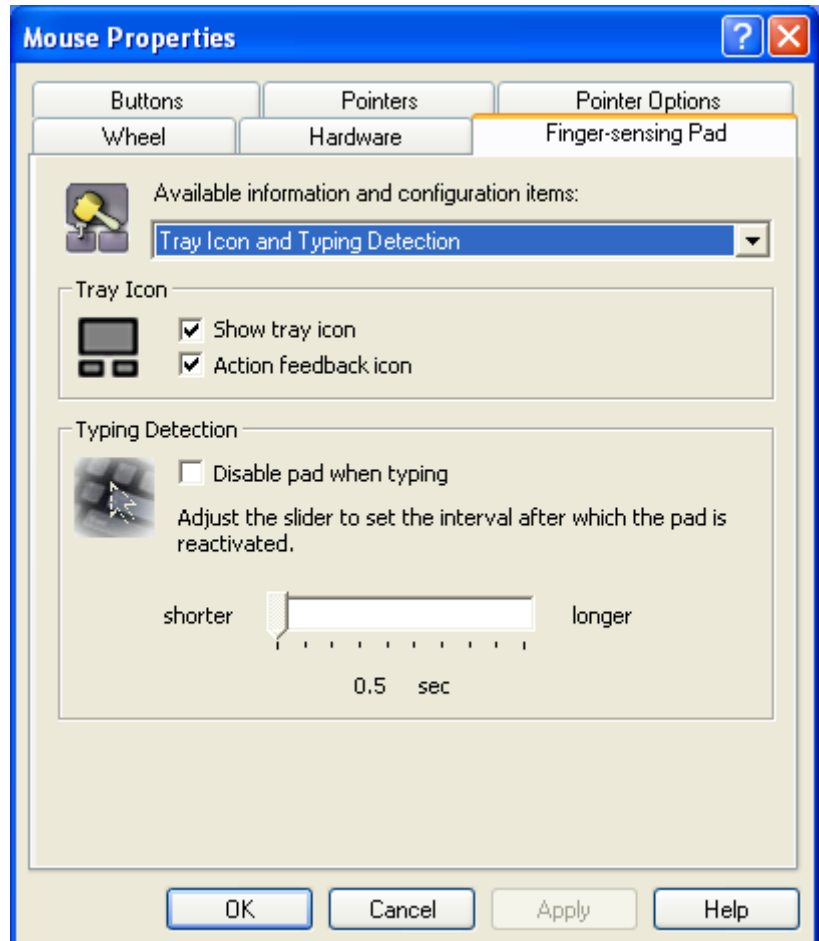 Mouse Properties
Buttons Pointers Pointer Options
Wheel Hardware Finger-sensing Pad
Available information and configuration items:
Tray Icon and Typing Detection
Tray Icon
Show tray icon
Action feedback icon
Typing Detection
Disable pad when typing
Adjust the slider to set the interval after which the pad is
reactivated.
shorter longer
0.5 sec
OK Cancel Apply Help